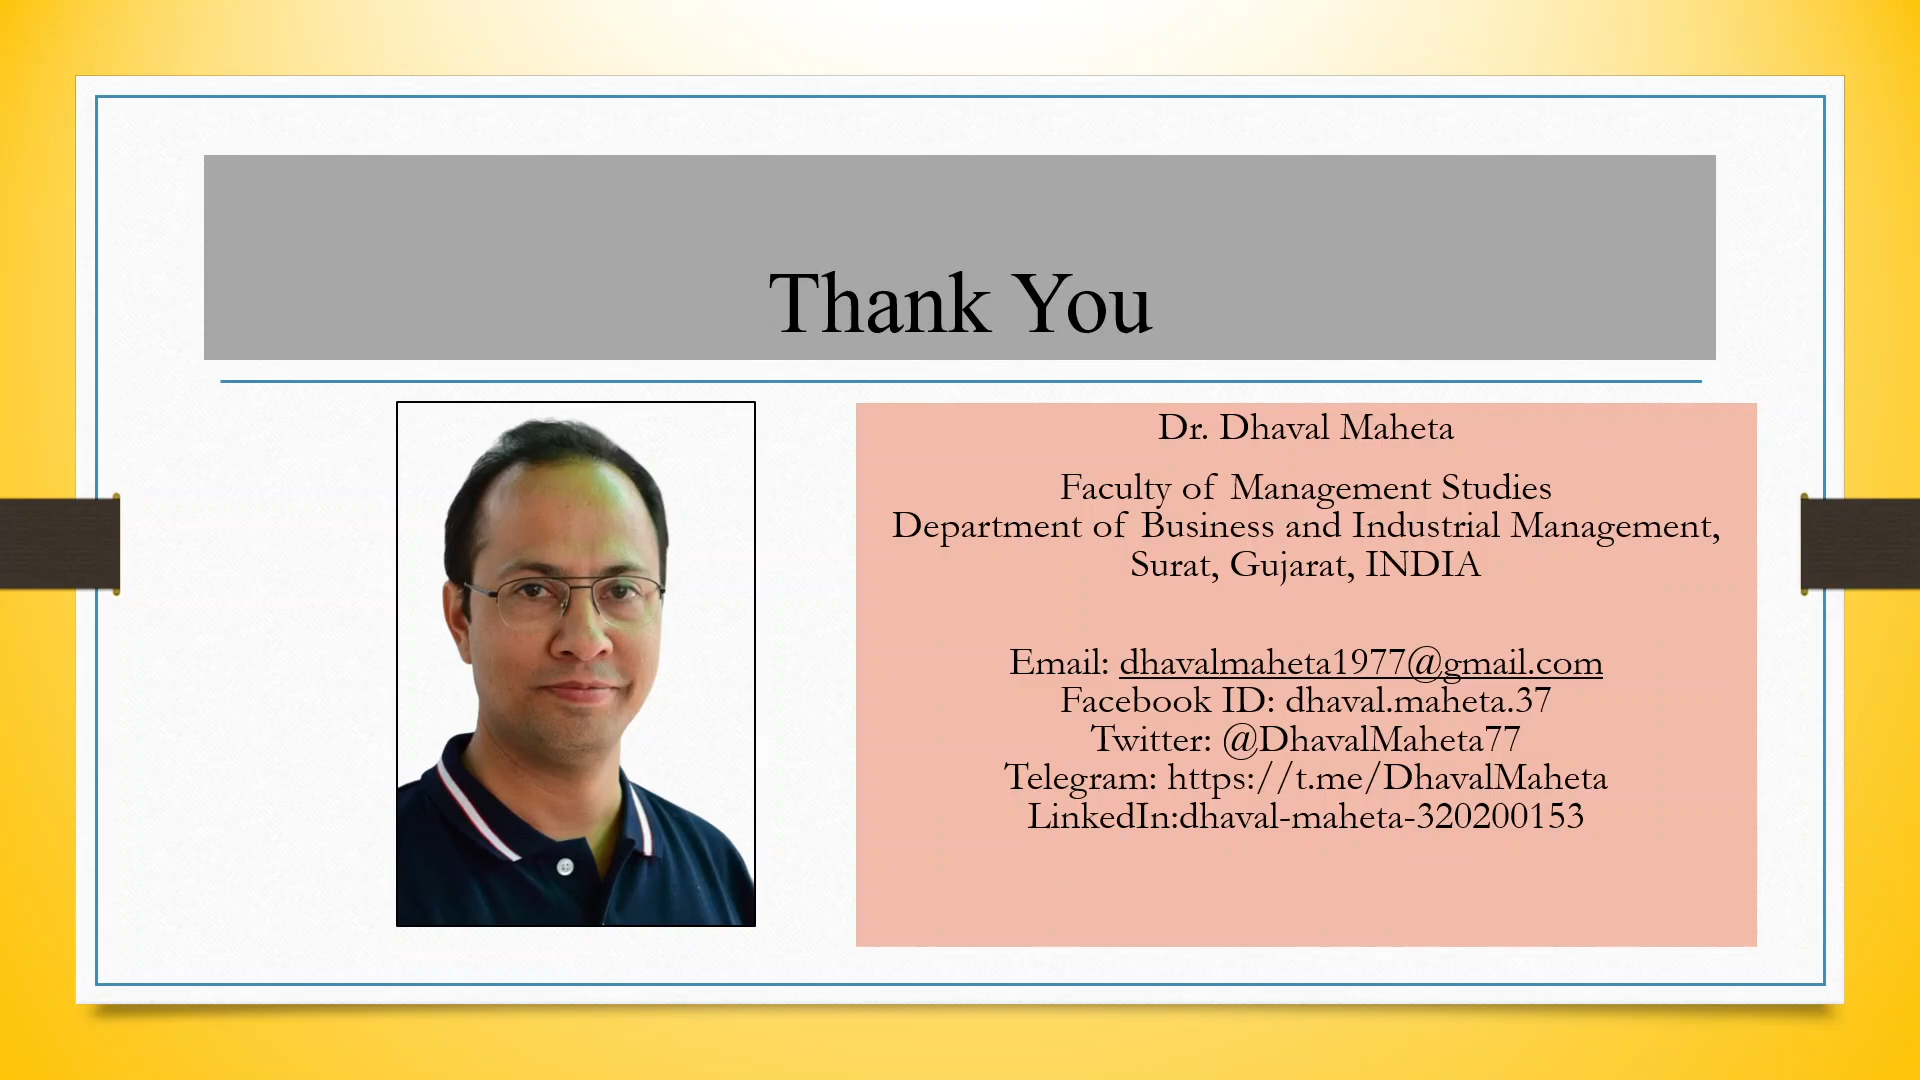 Thank You
Dr. Dhaval Maheta
Faculty of Management Studies
Department of Business and Industrial Management,
Surat, Gujarat, INDIA
Email: dhavalmaheta1977@gmail.com
Facebook ID: dhaval.maheta.37
Twitter: @DhavalMaheta77
Telegram: https://t.me/DhavalMaheta
LinkedIn:dhaval-maheta-320200153